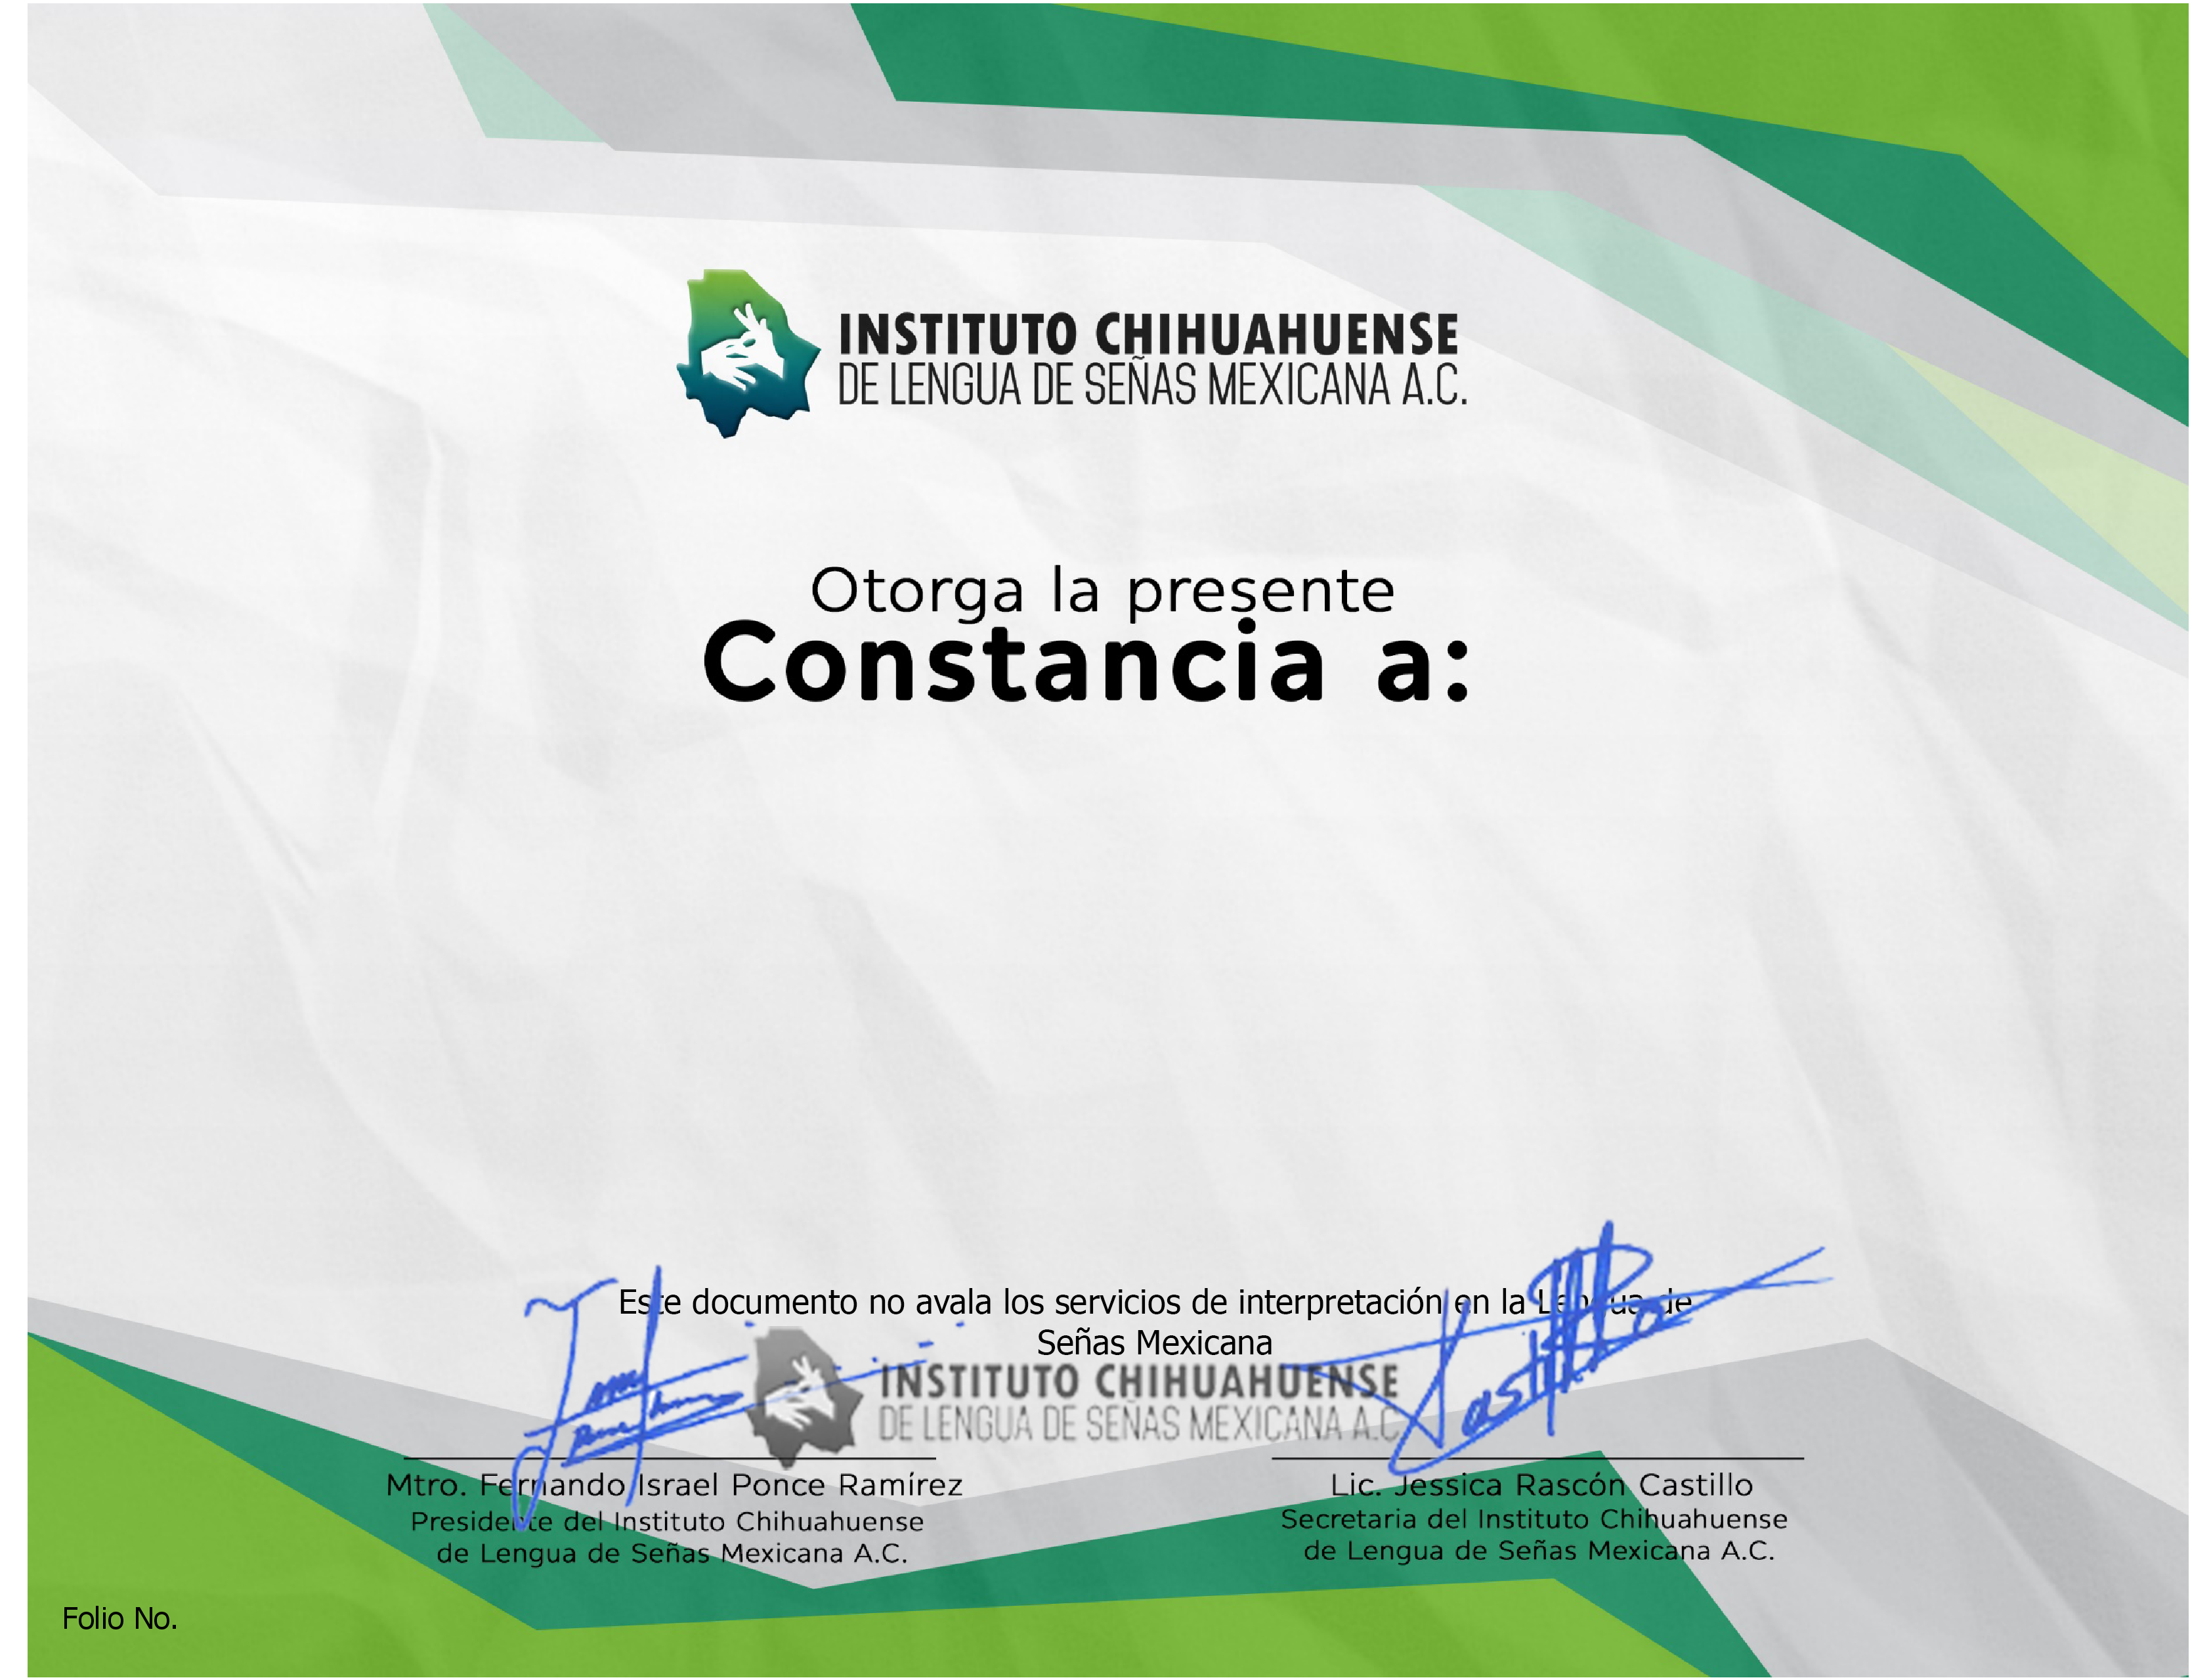 INSTITUTO CHIHUAHUENSE
DE LENGUA DE SEÑAS MEXICANA A.C.
Otorga la presente
Constancia a:
Este documento no avala los servicios de interpretación en la Lengua de
Señas Mexicana
INSTITUTO CHIHUAHUENSE
DE LENGUA DE SEÑAS MEXICANA A.C.
Mtro. Fernando Israel Ponce Ramírez
Presidente del Instituto Chihuahuense
de Lengua de Señas Mexicana A.C.
Lic. Jessica Rascón Castillo
Secretaria del Instituto Chihuahuense
de Lengua de Señas Mexicana A.C.
Folio No.